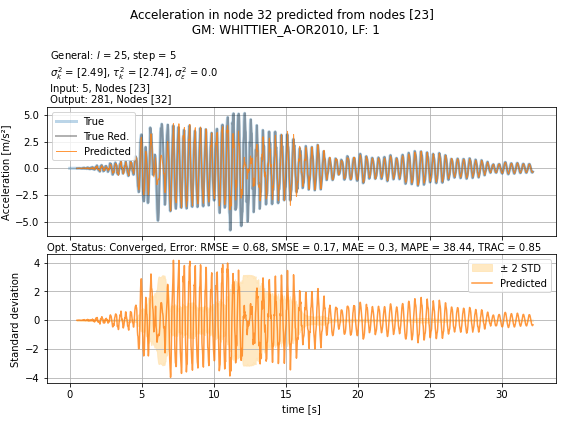 Acceleration in node 32 predicted from nodes [23]
GM: WHITTIER_A-OR2010, LF: 1
General: l = 25, step = 5
σ²ₖ = [2.49], τ²ₖ = [2.74], σ²ₑ = 0.0
Input: 5, Nodes [23]
Output: 281, Nodes [32]
True
True Red.
Predicted
Acceleration [m/s²]
5.0
2.5
0.0
−2.5
−5.0
Opt. Status: Converged, Error: RMSE = 0.68, SMSE = 0.17, MAE = 0.3, MAPE = 38.44, TRAC = 0.85
± 2 STD
Predicted
Standard deviation
4
2
0
−2
−4
0 5 10 15 20 25 30
time [s]